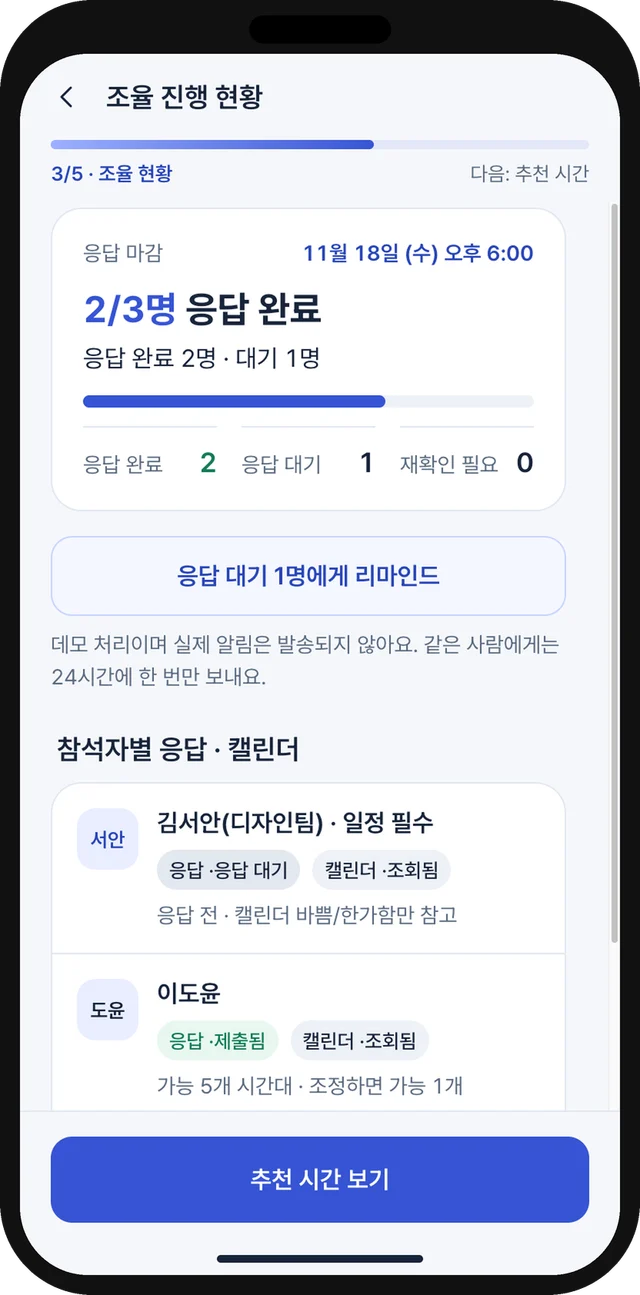 조율 진행 현황
3/5 · 조율 현황
다음: 추천 시간
응답 마감
11월 18일 (수) 오후 6:00
2/3명 응답 완료
응답 완료 2명 · 대기 1명
응답 완료 2
응답 대기 1
재확인 필요 0
응답 대기 1명에게 리마인드
데모 처리이며 실제 알림은 발송되지 않아요. 같은 사람에게는
24시간에 한 번만 보내요.
참석자별 응답 · 캘린더
서안
김서안(디자인팀) · 일정 필수
응답 ·응답 대기
캘린더 ·조회됨
응답 전 · 캘린더 바쁨/한가함만 참고
도윤
이도윤
응답 ·제출됨
캘린더 ·조회됨
가능 5개 시간대 · 조정하면 가능 1개
추천 시간 보기